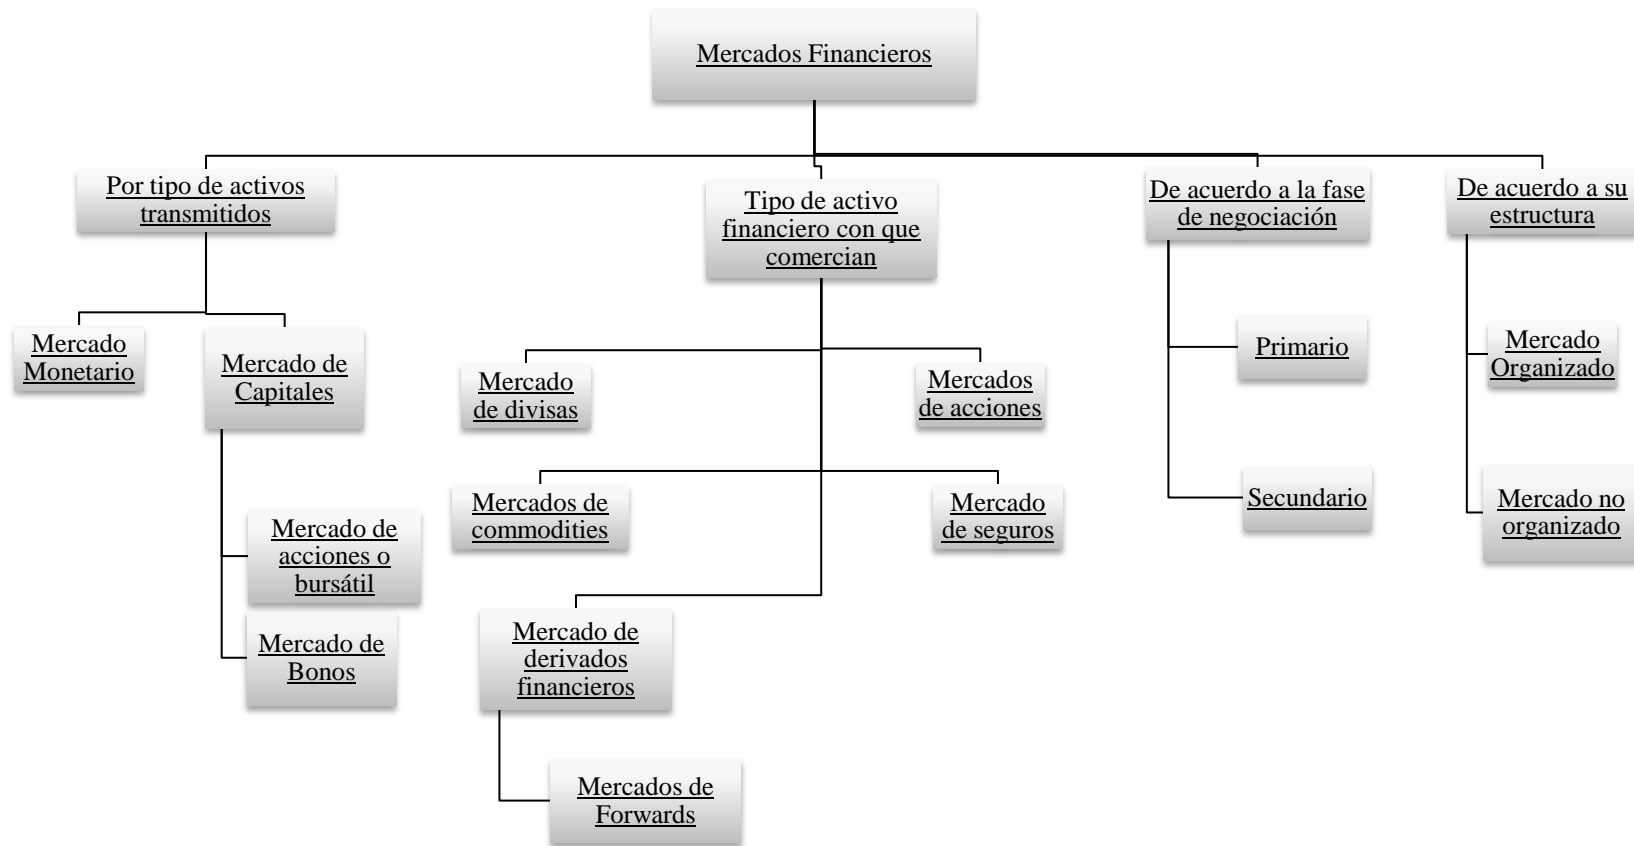 Mercados Financieros
Por tipo de activos
transmitidos
Tipo de activo
financiero con que
comercian
De acuerdo a la fase
de negociación
De acuerdo a su
estructura
Mercado
Monetario
Mercado de
Capitales
Mercado de
acciones o
bursátil
Mercado de
Bonos
Mercado
de divisas
Mercados
de acciones
Mercados de
commodities
Mercado
de seguros
Mercado de
derivados
financieros
Mercados de
Forwards
Primario
Secundario
Mercado
Organizado
Mercado no
organizado